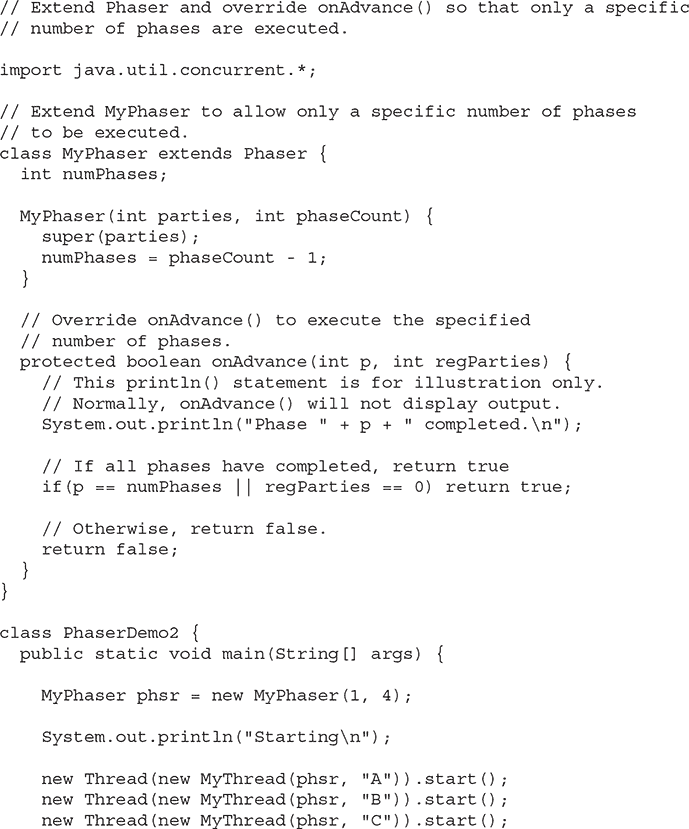 // Extend Phaser and override onAdvance() so that only a specific
// number of phases are executed.

import java.util.concurrent.*;

// Extend MyPhaser to allow only a specific number of phases
// to be executed.
class MyPhaser extends Phaser {
  int numPhases;

  MyPhaser(int parties, int phaseCount) {
    super(parties);
    numPhases = phaseCount - 1;
  }

  // Override onAdvance() to execute the specified
  // number of phases.
  protected boolean onAdvance(int p, int regParties) {
    // This println() statement is for illustration only.
    // Normally, onAdvance() will not display output.
    System.out.println("Phase " + p + " completed.\n");

    // If all phases have completed, return true
    if(p == numPhases || regParties == 0) return true;

    // Otherwise, return false.
    return false;
  }
}

class PhaserDemo2 {
  public static void main(String[] args) {

    MyPhaser phsr = new MyPhaser(1, 4);

    System.out.println("Starting\n");

    new Thread(new MyThread(phsr, "A")).start();
    new Thread(new MyThread(phsr, "B")).start();
    new Thread(new MyThread(phsr, "C")).start();